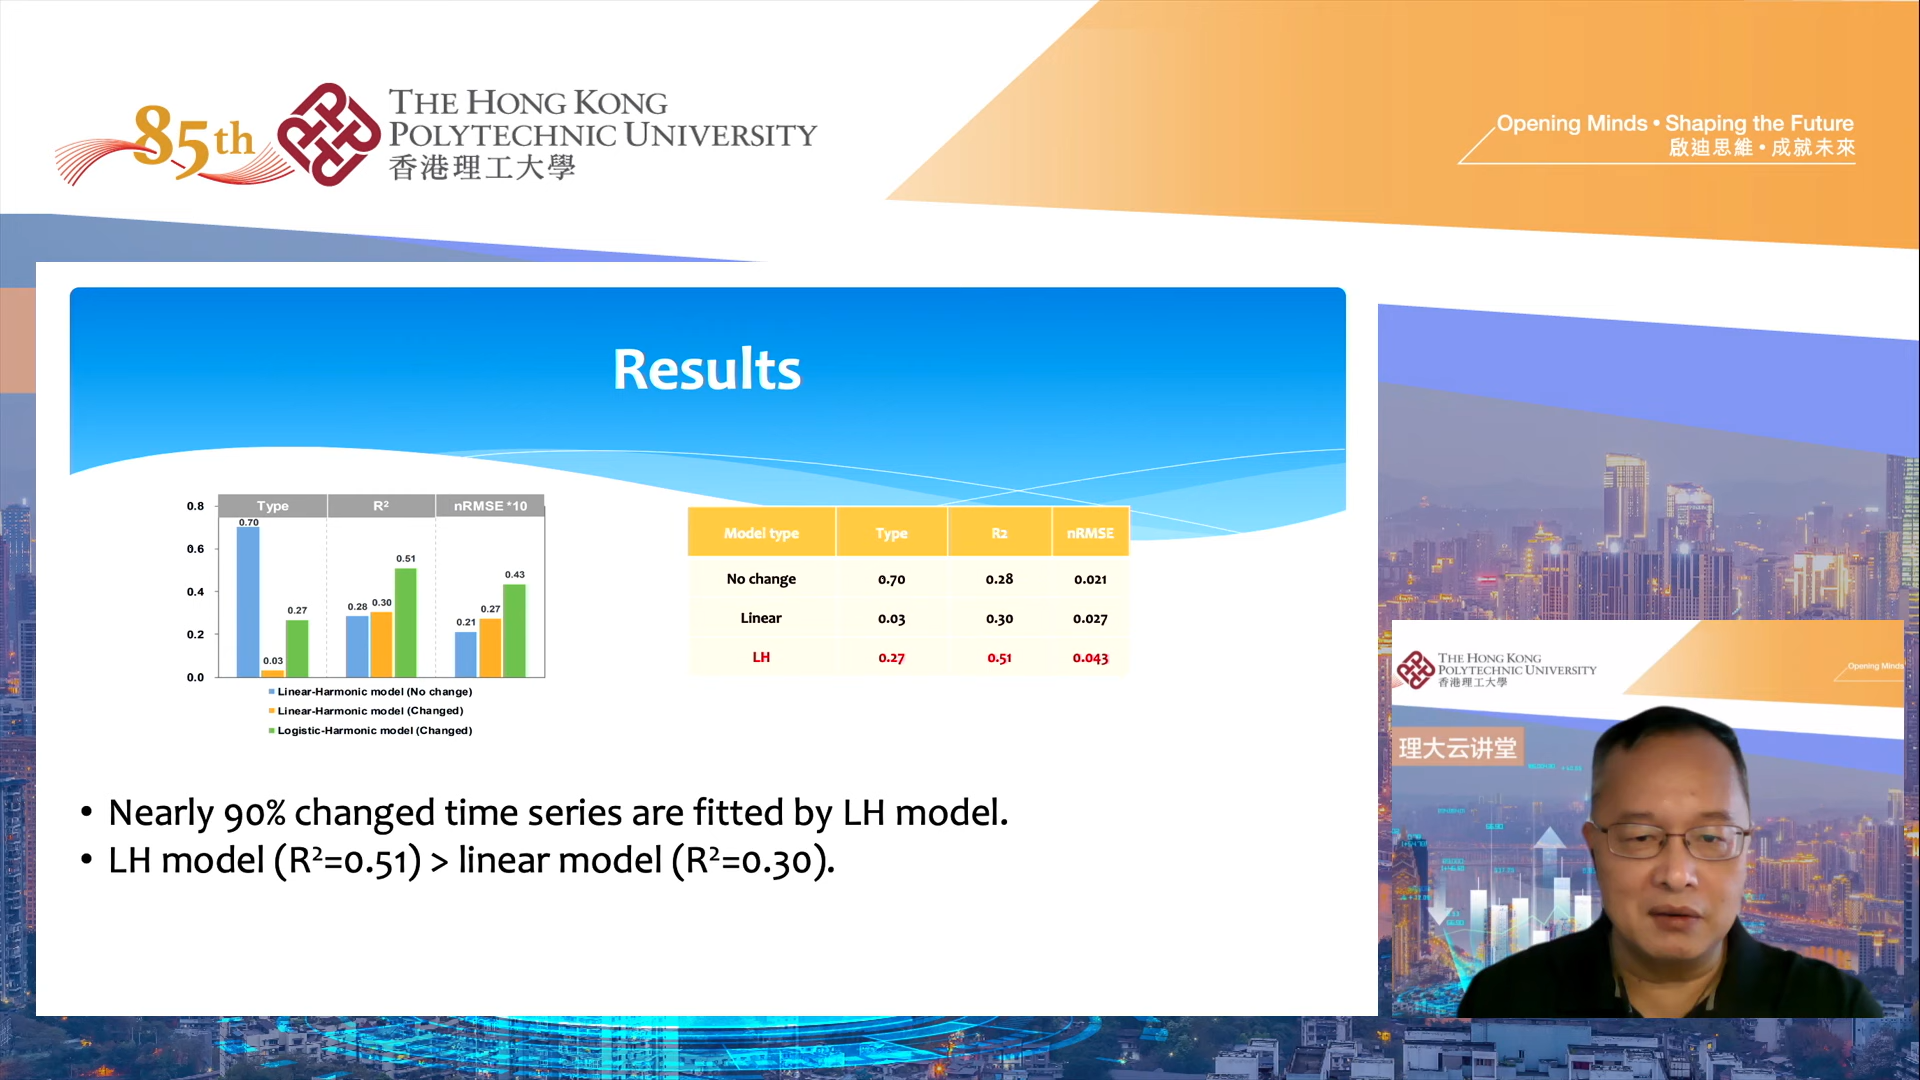 85th
THE HONG KONG
POLYTECHNIC UNIVERSITY
香港理工大學
Opening Minds • Shaping the Future
啟迪思維 • 成就未來
Results
Type R² nRMSE *10
0.8
0.6
0.4
0.2
0.0
0.70
0.03
0.27
0.28
0.30
0.51
0.21
0.27
0.43
Linear-Harmonic model (No change)
Linear-Harmonic model (Changed)
Logistic-Harmonic model (Changed)
Model type Type R2 nRMSE
No change 0.70 0.28 0.021
Linear 0.03 0.30 0.027
LH 0.27 0.51 0.043
• Nearly 90% changed time series are fitted by LH model.
• LH model (R²=0.51) > linear model (R²=0.30).
THE HONG KONG
POLYTECHNIC UNIVERSITY
香港理工大學
Opening Minds
理大云讲堂